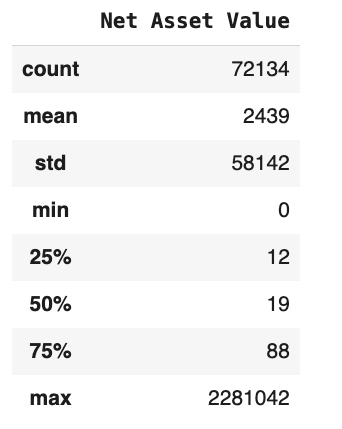 Net Asset Value
count 72134
mean 2439
std 58142
min 0
25% 12
50% 19
75% 88
max 2281042